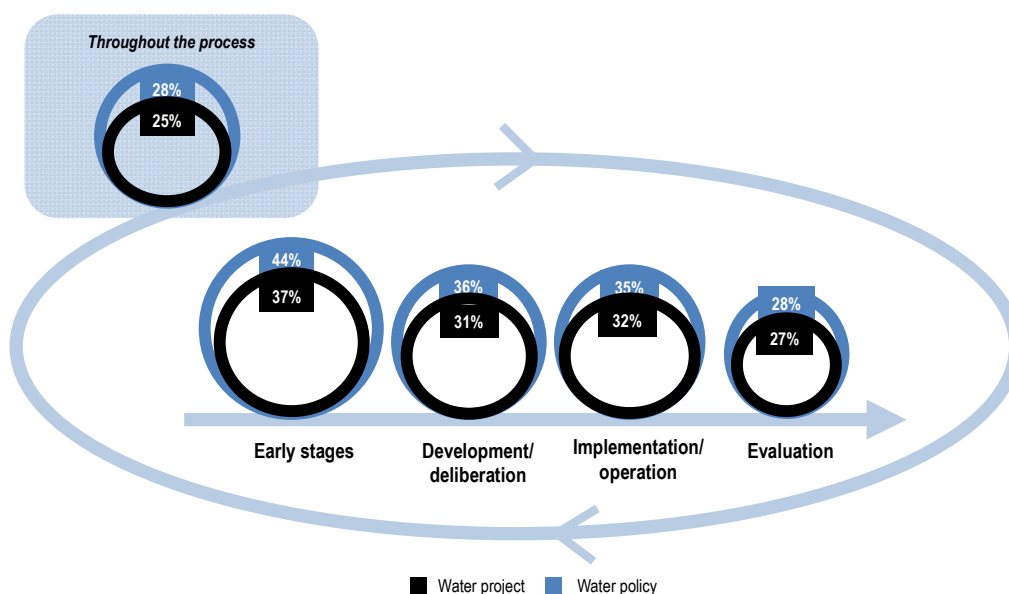 Throughout the process
28%
25%
44%
37%
36%
31%
35%
32%
28%
27%
Early stages
Development/
deliberation
Implementation/
operation
Evaluation
Water project
Water policy